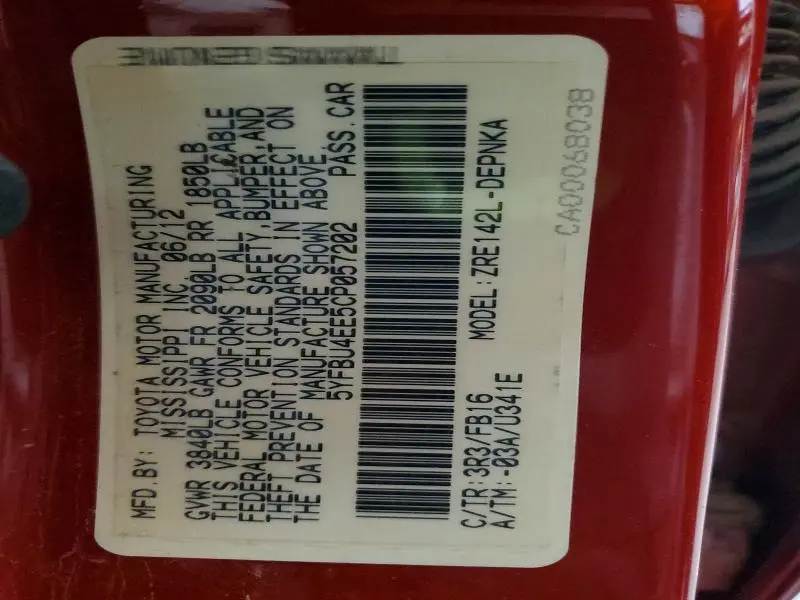 MFD.BY: TOYOTA MOTOR MANUFACTURING
MISSISSIPPI INC. 06/12
GVWR 3840LB GAWR FR 2090LB RR 1850LB
THIS VEHICLE CONFORMS TO ALL APPLICABLE
FEDERAL MOTOR VEHICLE SAFETY,BUMPER,AND
THEFT PREVENTION STANDARDS IN EFFECT ON
THE DATE OF MANUFACTURE SHOWN ABOVE.
5YFBU4EE5CP057202 PASS.CAR
C/TR:3R3/FB16 MODEL:ZRE142L-DEPNKA
A/TM:-03A/U341E
CA00068038